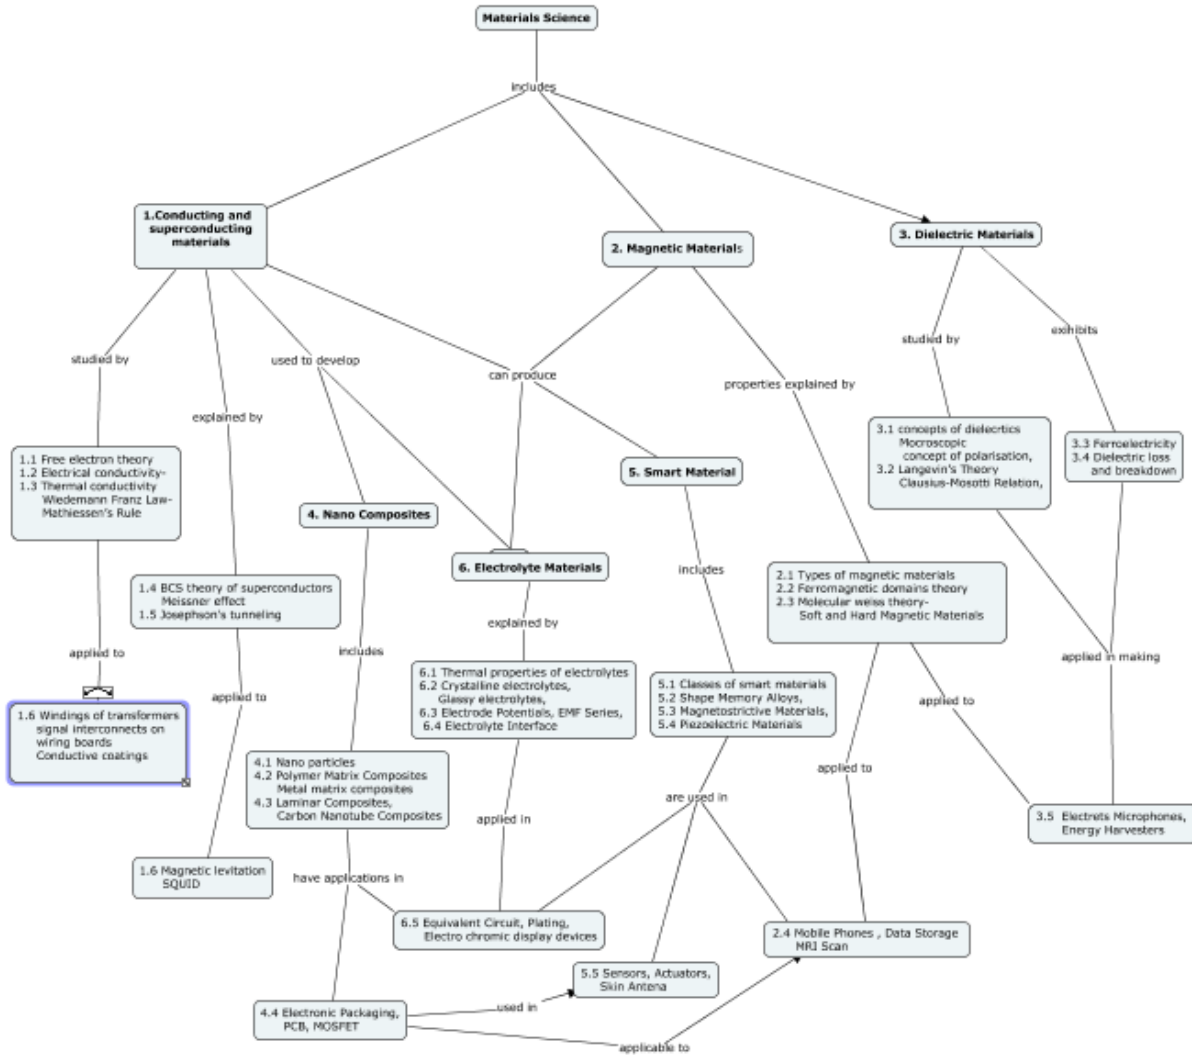 Materials Science
includes
1.Conducting and
superconducting
materials
2. Magnetic Materials
3. Dielectric Materials
studied by
used to develop
can produce
properties explained by
studied by
exihibits
explained by
1.1 Free electron theory
1.2 Electrical conductivity-
1.3 Thermal conductivity
Wiedemann Franz Law-
Mathiessen's Rule
4. Nano Composites
5. Smart Material
3.1 concepts of dielecrtics
Mocroscopic
concept of polarisation,
3.2 Langevin's Theory
Clausius-Mosotti Relation,
3.3 Ferroelectricity
3.4 Dielectric loss
and breakdown
6. Electrolyte Materials
1.4 BCS theory of superconductors
Meissner effect
1.5 Josephson's tunneling
includes
2.1 Types of magnetic materials
2.2 Ferromagnetic domains theory
2.3 Molecular weiss theory-
Soft and Hard Magnetic Materials
explained by
applied to
includes
applied in making
6.1 Thermal properties of electrolytes
6.2 Crystalline electrolytes,
Glassy electrolytes,
6.3 Electrode Potentials, EMF Series,
6.4 Electrolyte Interface
5.1 Classes of smart materials
5.2 Shape Memory Alloys,
5.3 Magnetostrictive Materials,
5.4 Piezoelectric Materials
applied to
applied to
1.6 Windings of transformers
signal interconnects on
wiring boards
Conductive coatings
4.1 Nano particles
4.2 Polymer Matrix Composites
Metal matrix composites
4.3 Laminar Composites,
Carbon Nanotube Composites
applied to
are used in
applied in
3.5 Electrets Microphones,
Energy Harvesters
1.6 Magnetic levitation
SQUID
have applications in
6.5 Equivalent Circuit, Plating,
Electro chromic display devices
2.4 Mobile Phones , Data Storage
MRI Scan
5.5 Sensors, Actuators,
Skin Antena
4.4 Electronic Packaging,
PCB, MOSFET
used in
applicable to